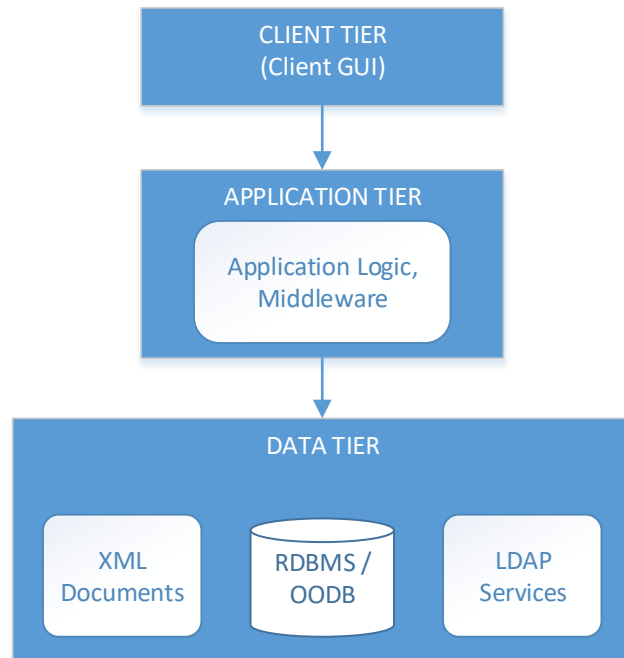 CLIENT TIER
(Client GUI)
APPLICATION TIER
Application Logic,
Middleware
DATA TIER
XML
Documents
RDBMS /
OODB
LDAP
Services